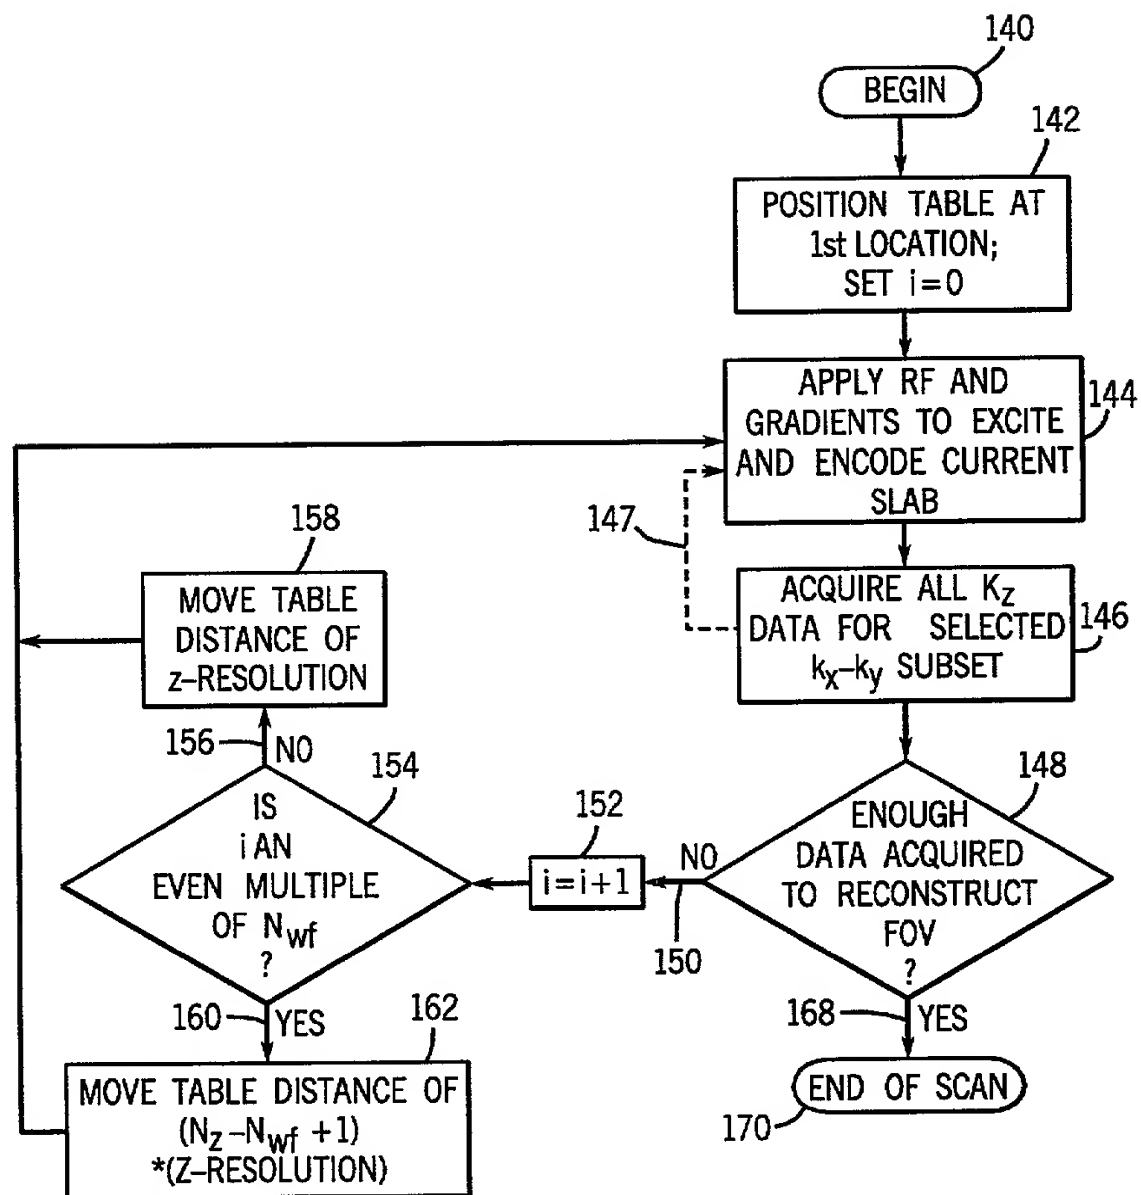 140
BEGIN
142
POSITION TABLE AT
1st LOCATION;
SET i=0
APPLY RF AND
GRADIENTS TO EXCITE
AND ENCODE CURRENT
SLAB
144
147
158
MOVE TABLE
DISTANCE OF
z-RESOLUTION
ACQUIRE ALL Kz
DATA FOR SELECTED
kx-ky SUBSET
146
156
NO
154
IS
i AN
EVEN MULTIPLE
OF Nwf
?
152
i=i+1
NO
150
148
ENOUGH
DATA ACQUIRED
TO RECONSTRUCT
FOV
?
160
YES
162
168
YES
MOVE TABLE DISTANCE OF
(Nz-Nwf+1)
*(Z-RESOLUTION)
END OF SCAN
170